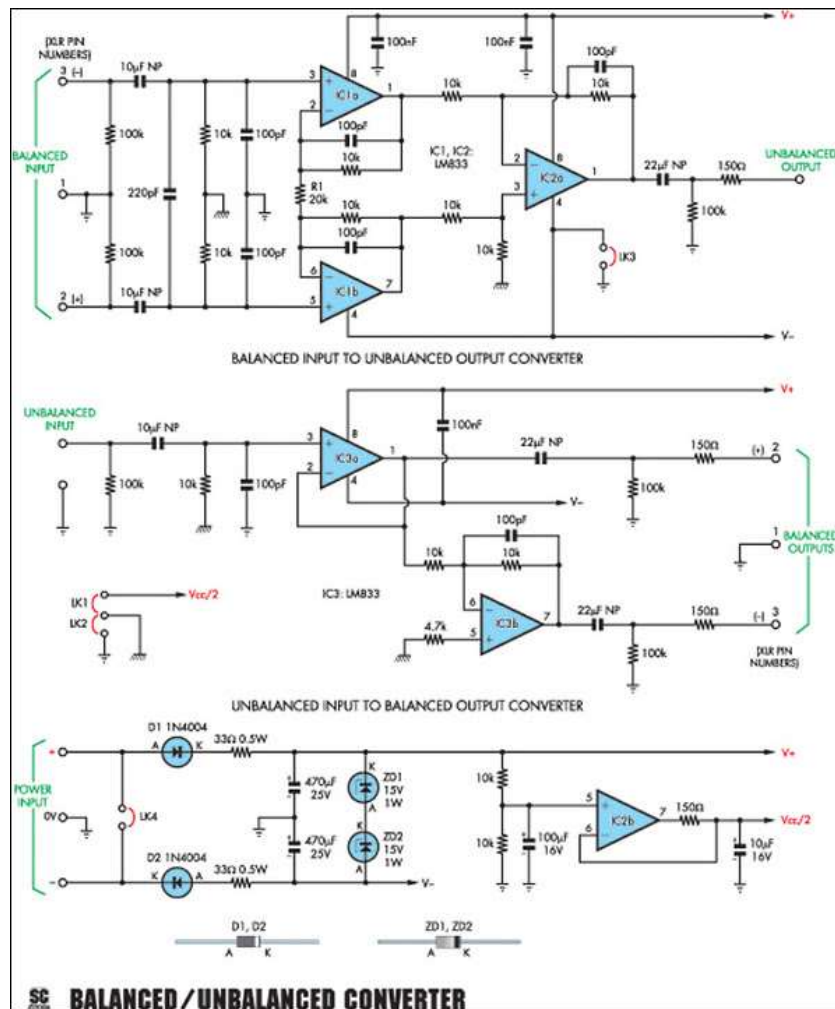 V+
(XLR PIN
NUMBERS)
3 (–)
10µF NP
100nF
100nF
100pF
3
8
IC1a
1
2
10k
10k
100k
10k
100pF
100pF
10k
IC1, IC2:
LM833
BALANCED
INPUT
1
220pF
R1
20k
2
8
IC2a
1
3
4
22µF NP
150Ω
UNBALANCED
OUTPUT
10k
10k
100k
100k
10k
100pF
100pF
10k
LK3
2 (+)
10µF NP
6
IC1b
7
5
4
V–
BALANCED INPUT TO UNBALANCED OUTPUT CONVERTER
V+
UNBALANCED
INPUT
10µF NP
3
8
IC3a
1
2
4
100nF
22µF NP
150Ω
(+) 2
100k
10k
100pF
V–
100k
100pF
10k
10k
1
BALANCED
OUTPUTS
LK1
LK2
Vcc/2
IC3: LM833
6
IC3b
7
5
4.7k
22µF NP
150Ω
(–) 3
100k
(XLR PIN
NUMBERS)
UNBALANCED INPUT TO BALANCED OUTPUT CONVERTER
D1 1N4004
33Ω 0.5W
+
A
K
V+
POWER
INPUT
0V
LK4
470µF
25V
470µF
25V
K
ZD1
15V
1W
A
K
ZD2
15V
1W
A
10k
10k
5
IC2b
7
6
150Ω
Vcc/2
100µF
16V
10µF
16V
D2 1N4004
33Ω 0.5W
–
K
A
V–
D1, D2
A
K
ZD1, ZD2
A
K
SC
BALANCED/UNBALANCED CONVERTER